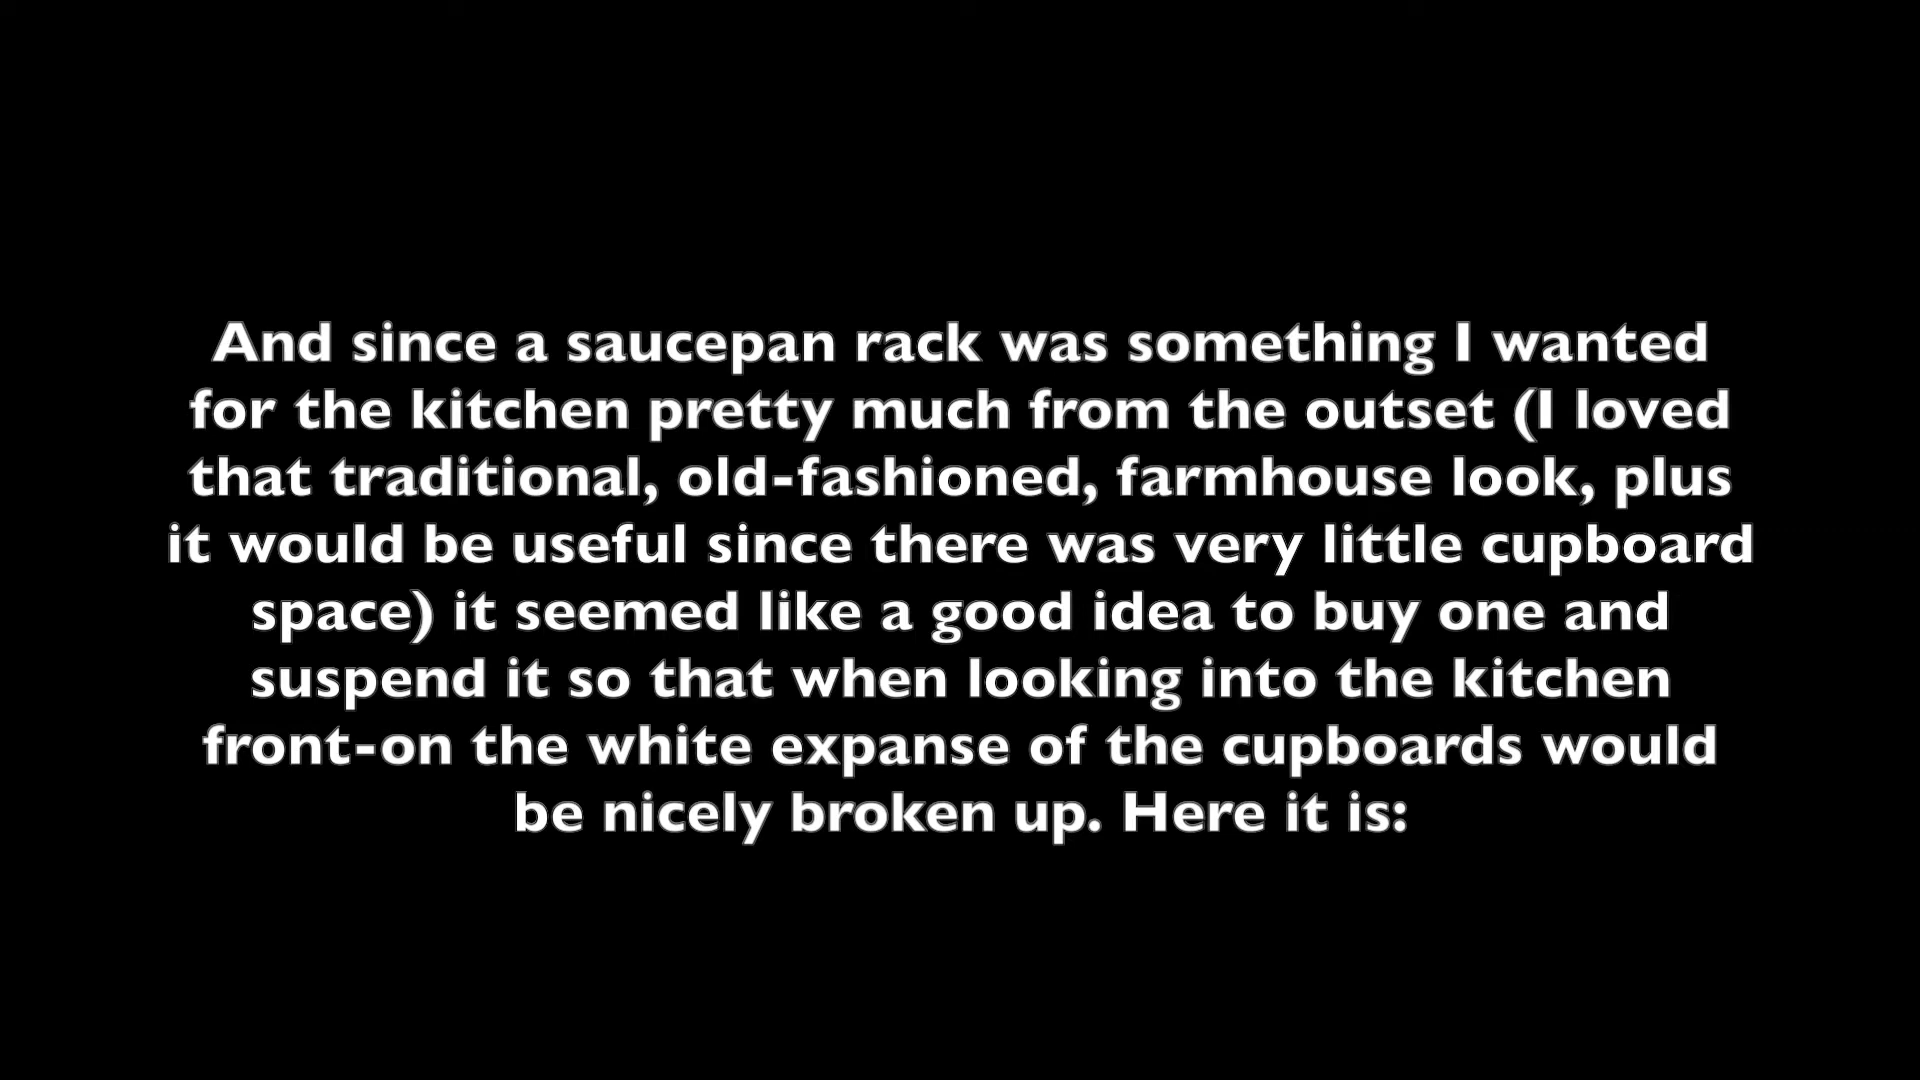 And since a saucepan rack was something I wanted
for the kitchen pretty much from the outset (I loved
that traditional, old-fashioned, farmhouse look, plus
it would be useful since there was very little cupboard
space) it seemed like a good idea to buy one and
suspend it so that when looking into the kitchen
front-on the white expanse of the cupboards would
be nicely broken up. Here it is: